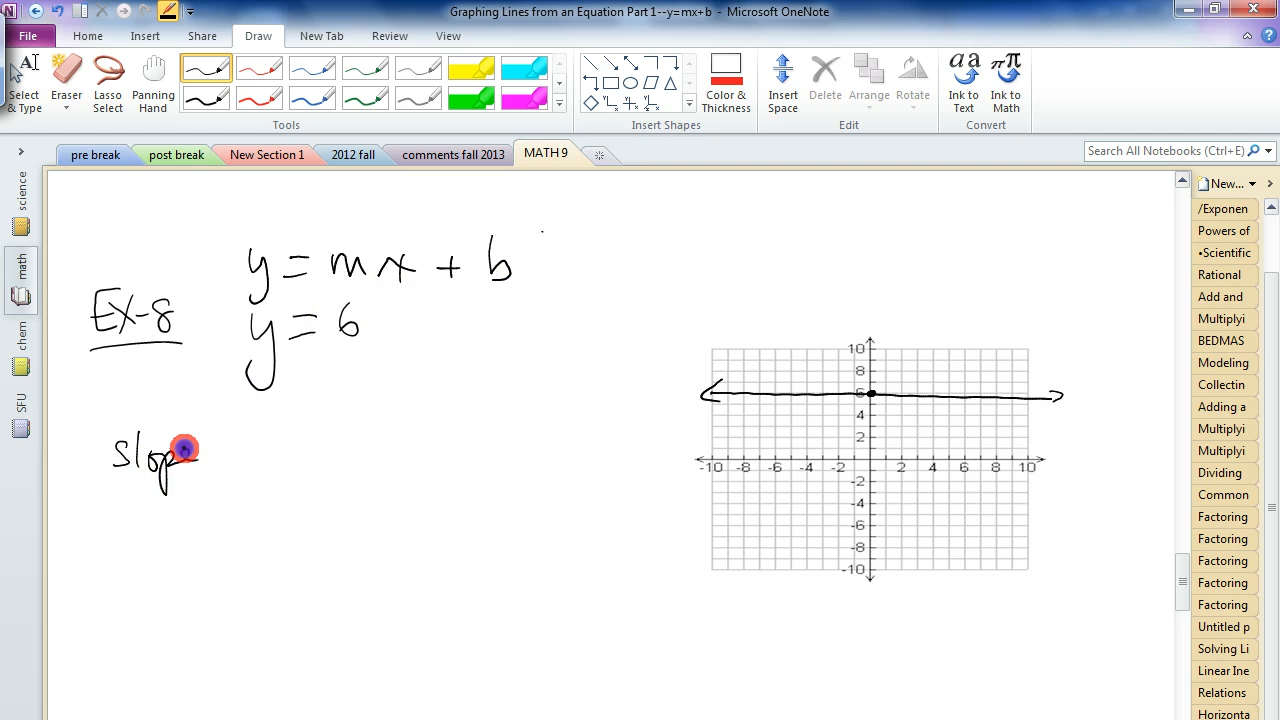 Graphing Lines from an Equation Part 1--y=mx+b - Microsoft OneNote
File Home Insert Share Draw New Tab Review View
Select & Type
Eraser
Lasso Select
Panning Hand
Color & Thickness
Insert Space
Delete
Arrange
Rotate
Ink to Text
Ink to Math
Tools Insert Shapes Edit Convert
pre break post break New Section 1 2012 fall comments fall 2013 MATH 9
Search All Notebooks (Ctrl+E)
science
math
chem
SFU
y = mx + b
EX-8
y = 6
slope
10
8
6
4
2
-10 -8 -6 -4 -2 2 4 6 8 10
-2
-4
-6
-8
-10
New...
/Exponen
Powers of
•Scientific
Rational
Add and
Multiplyi
BEDMAS
Modeling
Collectin
Adding a
Multiplyi
Multiplyi
Dividing
Common
Factoring
Factoring
Factoring
Factoring
Factoring
Untitled p
Solving Li
Linear Ine
Relations
Horizonta